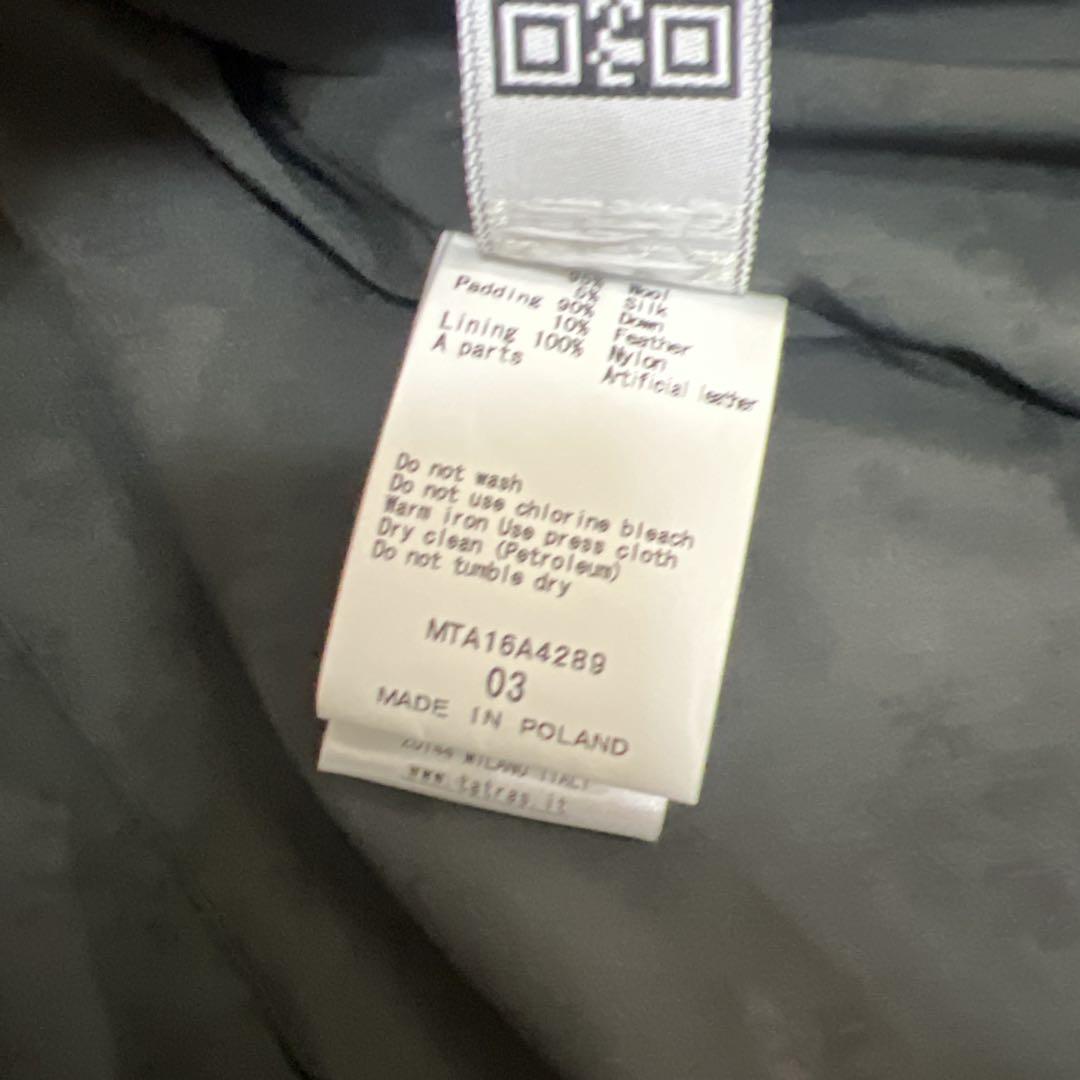 Wool
5% Silk
Padding 90% Down
10% Feather
Lining 100% Nylon
A parts Artificial leather
Do not wash
Do not use chlorine bleach
Warm iron Use press cloth
Dry clean (Petroleum)
Do not tumble dry
MTA16A4289
03
MADE IN POLAND
MILANO ITALY
www.tatras.it